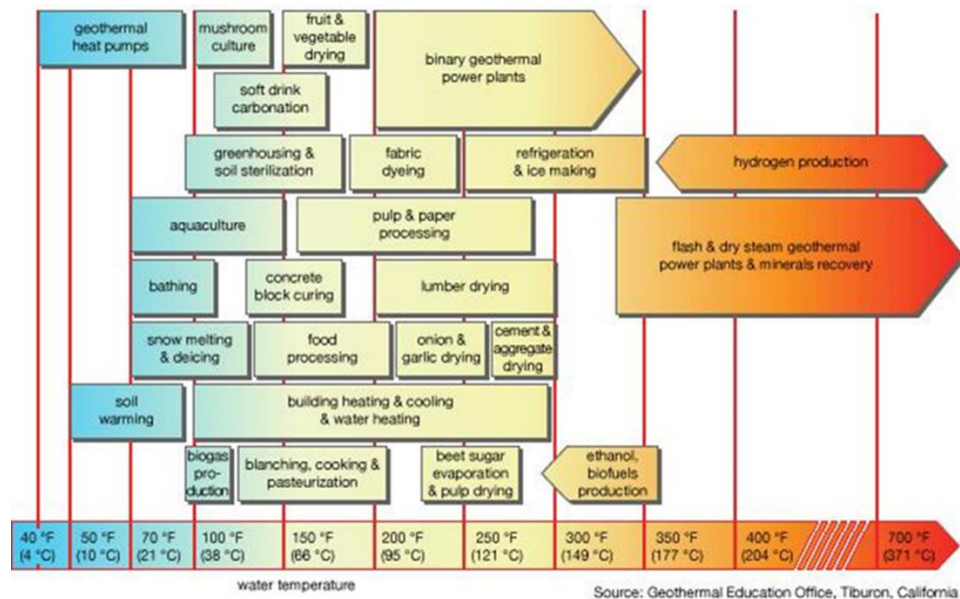 geothermal
heat pumps
mushroom
culture
fruit &
vegetable
drying
binary geothermal
power plants
soft drink
carbonation
greenhousing &
soil sterilization
fabric
dyeing
refrigeration
& ice making
hydrogen production
aquaculture
pulp & paper
processing
flash & dry steam geothermal
power plants & minerals recovery
bathing
concrete
block curing
lumber drying
snow melting
& deicing
food
processing
onion &
garlic drying
cement &
aggregate
drying
soil
warming
building heating & cooling
& water heating
biogas
pro-
duction
blanching, cooking &
pasteurization
beet sugar
evaporation
& pulp drying
ethanol,
biofuels
production
40 °F
(4 °C)
50 °F
(10 °C)
70 °F
(21 °C)
100 °F
(38 °C)
150 °F
(66 °C)
200 °F
(95 °C)
250 °F
(121 °C)
300 °F
(149 °C)
350 °F
(177 °C)
400 °F
(204 °C)
700 °F
(371 °C)
water temperature
Source: Geothermal Education Office, Tiburon, California